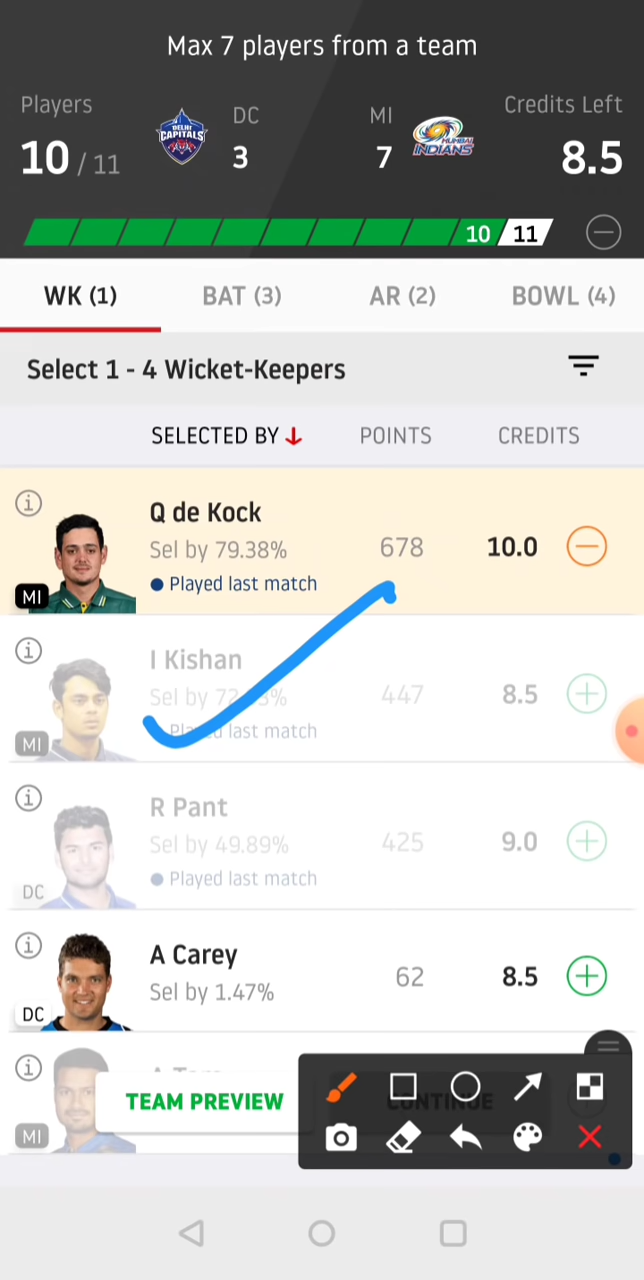 Max 7 players from a team
Players DC MI Credits Left
10 / 11 3 7 8.5
DELHI CAPITALS
MUMBAI INDIANS
10 11
WK (1) BAT (3) AR (2) BOWL (4)
Select 1 - 4 Wicket-Keepers
SELECTED BY POINTS CREDITS
Q de Kock
Sel by 79.38% 678 10.0
Played last match
MI
I Kishan
Sel by 447 8.5
last match
MI
R Pant
Sel by 49.89% 425 9.0
Played last match
DC
A Carey
Sel by 1.47% 62 8.5
DC
TEAM PREVIEW CONTINUE
MI